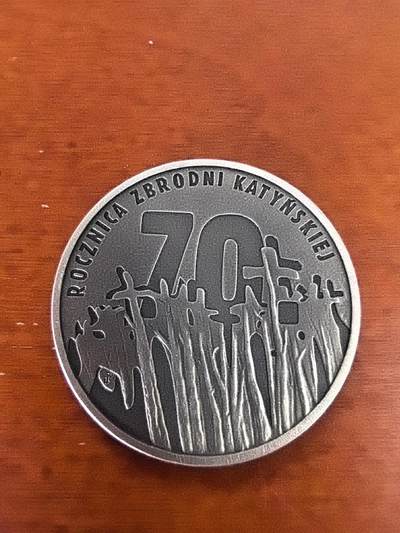 ROCZNICA ZBRODNI KATYŃSKIEJ
70